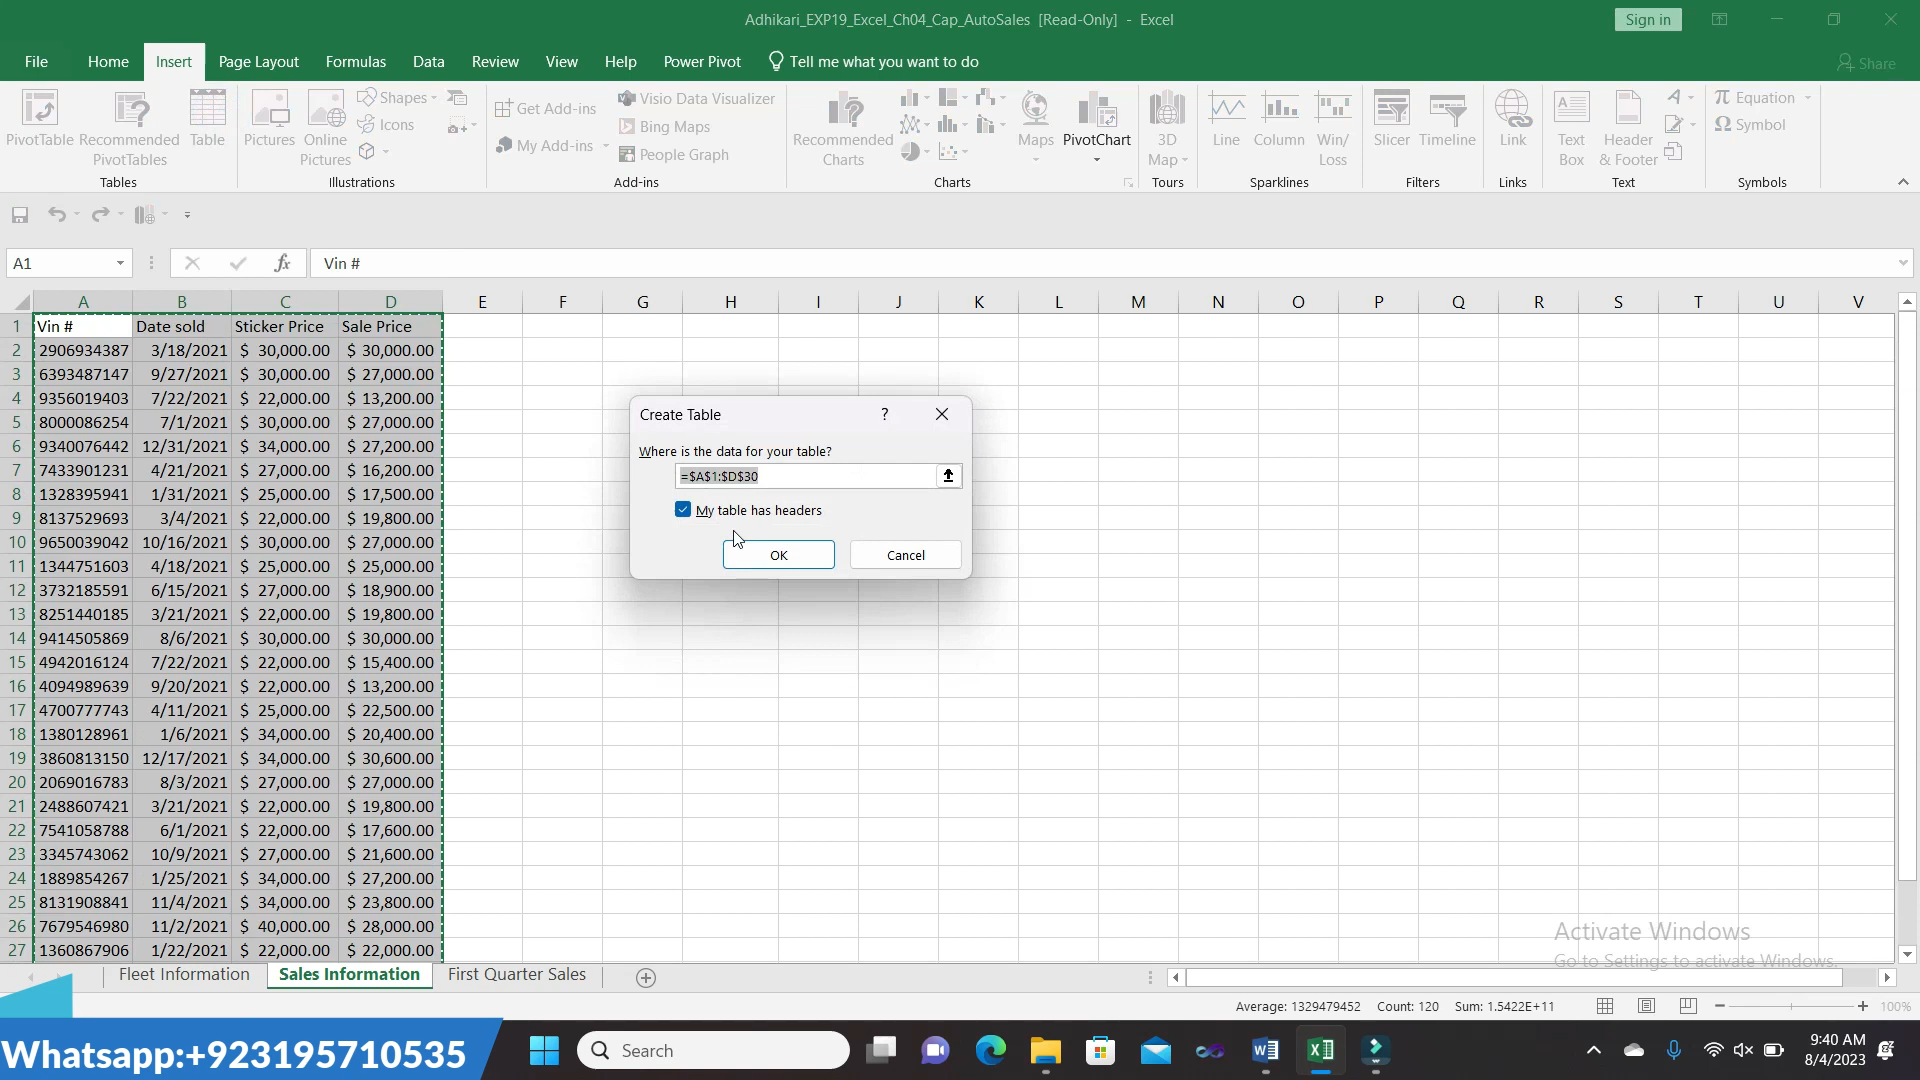 Adhikari_EXP19_Excel_Ch04_Cap_AutoSales [Read-Only] - Excel
Sign in
File Home Insert Page Layout Formulas Data Review View Help Power Pivot Tell me what you want to do
Share
PivotTable
Recommended PivotTables
Table
Tables
Pictures
Online Pictures
Shapes
Icons
Illustrations
Get Add-ins
My Add-ins
Visio Data Visualizer
Bing Maps
People Graph
Add-ins
Recommended Charts
Maps
PivotChart
Charts
3D Map
Tours
Line
Column
Win/ Loss
Sparklines
Slicer
Timeline
Filters
Link
Links
Text Box
Header & Footer
Text
Equation
Symbol
Symbols
A1
fx
Vin #
A B C D E F G H I J K L M N O P Q R S T U V
1 Vin # Date sold Sticker Price Sale Price
2 2906934387 3/18/2021 $ 30,000.00 $ 30,000.00
3 6393487147 9/27/2021 $ 30,000.00 $ 27,000.00
4 9356019403 7/22/2021 $ 22,000.00 $ 13,200.00
5 8000086254 7/1/2021 $ 30,000.00 $ 27,000.00
6 9340076442 12/31/2021 $ 34,000.00 $ 27,200.00
7 7433901231 4/21/2021 $ 27,000.00 $ 16,200.00
8 1328395941 1/31/2021 $ 25,000.00 $ 17,500.00
9 8137529693 3/4/2021 $ 22,000.00 $ 19,800.00
10 9650039042 10/16/2021 $ 30,000.00 $ 27,000.00
11 1344751603 4/18/2021 $ 25,000.00 $ 25,000.00
12 3732185591 6/15/2021 $ 27,000.00 $ 18,900.00
13 8251440185 3/21/2021 $ 22,000.00 $ 19,800.00
14 9414505869 8/6/2021 $ 30,000.00 $ 30,000.00
15 4942016124 7/22/2021 $ 22,000.00 $ 15,400.00
16 4094989639 9/20/2021 $ 22,000.00 $ 13,200.00
17 4700777743 4/11/2021 $ 25,000.00 $ 22,500.00
18 1380128961 1/6/2021 $ 34,000.00 $ 20,400.00
19 3860813150 12/17/2021 $ 34,000.00 $ 30,600.00
20 2069016783 8/3/2021 $ 27,000.00 $ 27,000.00
21 2488607421 3/21/2021 $ 22,000.00 $ 19,800.00
22 7541058788 6/1/2021 $ 22,000.00 $ 17,600.00
23 3345743062 10/9/2021 $ 27,000.00 $ 21,600.00
24 1889854267 1/25/2021 $ 34,000.00 $ 27,200.00
25 8131908841 11/4/2021 $ 34,000.00 $ 23,800.00
26 7679546980 11/2/2021 $ 40,000.00 $ 28,000.00
27 1360867906 1/22/2021 $ 22,000.00 $ 22,000.00
Create Table ?
Where is the data for your table?
=$A$1:$D$30
My table has headers
OK Cancel
Activate Windows
Go to Settings to activate Windows.
Fleet Information Sales Information First Quarter Sales
Average: 1329479452 Count: 120 Sum: 1.5422E+11 100%
Whatsapp:+923195710535
Search
9:40 AM
8/4/2023